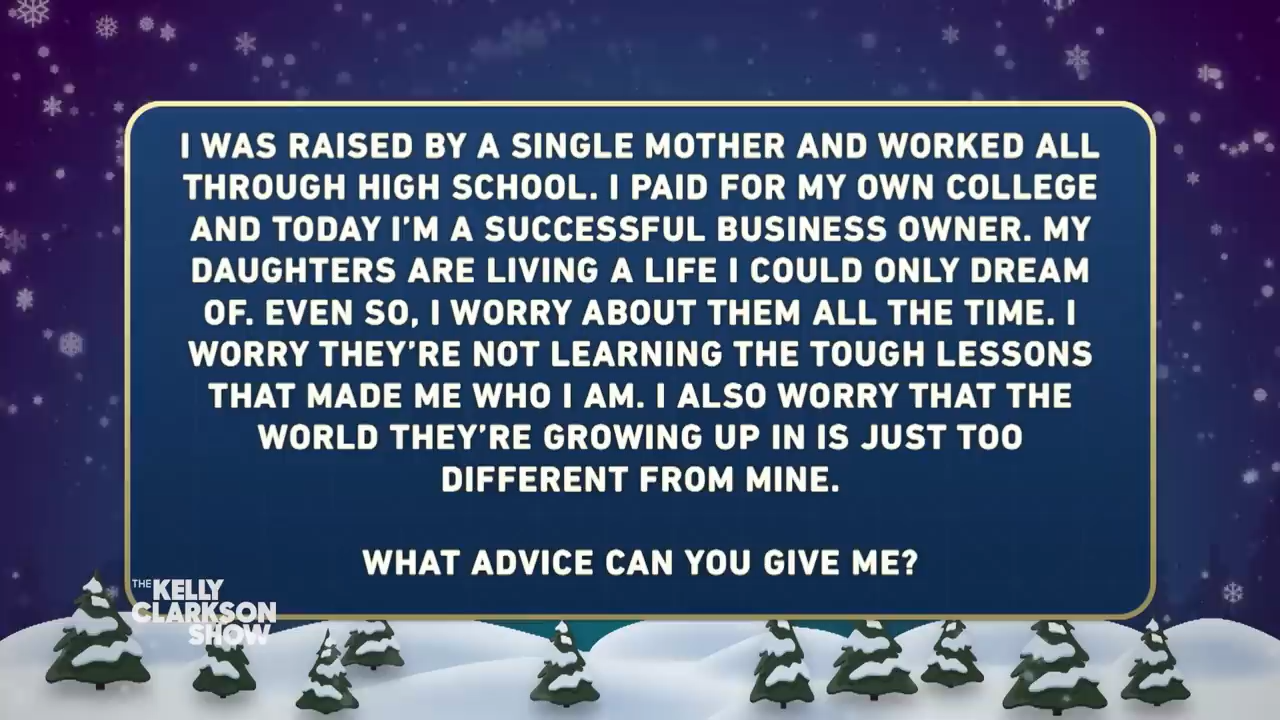 I WAS RAISED BY A SINGLE MOTHER AND WORKED ALL
THROUGH HIGH SCHOOL. I PAID FOR MY OWN COLLEGE
AND TODAY I'M A SUCCESSFUL BUSINESS OWNER. MY
DAUGHTERS ARE LIVING A LIFE I COULD ONLY DREAM
OF. EVEN SO, I WORRY ABOUT THEM ALL THE TIME. I
WORRY THEY'RE NOT LEARNING THE TOUGH LESSONS
THAT MADE ME WHO I AM. I ALSO WORRY THAT THE
WORLD THEY'RE GROWING UP IN IS JUST TOO
DIFFERENT FROM MINE.
WHAT ADVICE CAN YOU GIVE ME?
THE KELLY
CLARKSON
SHOW